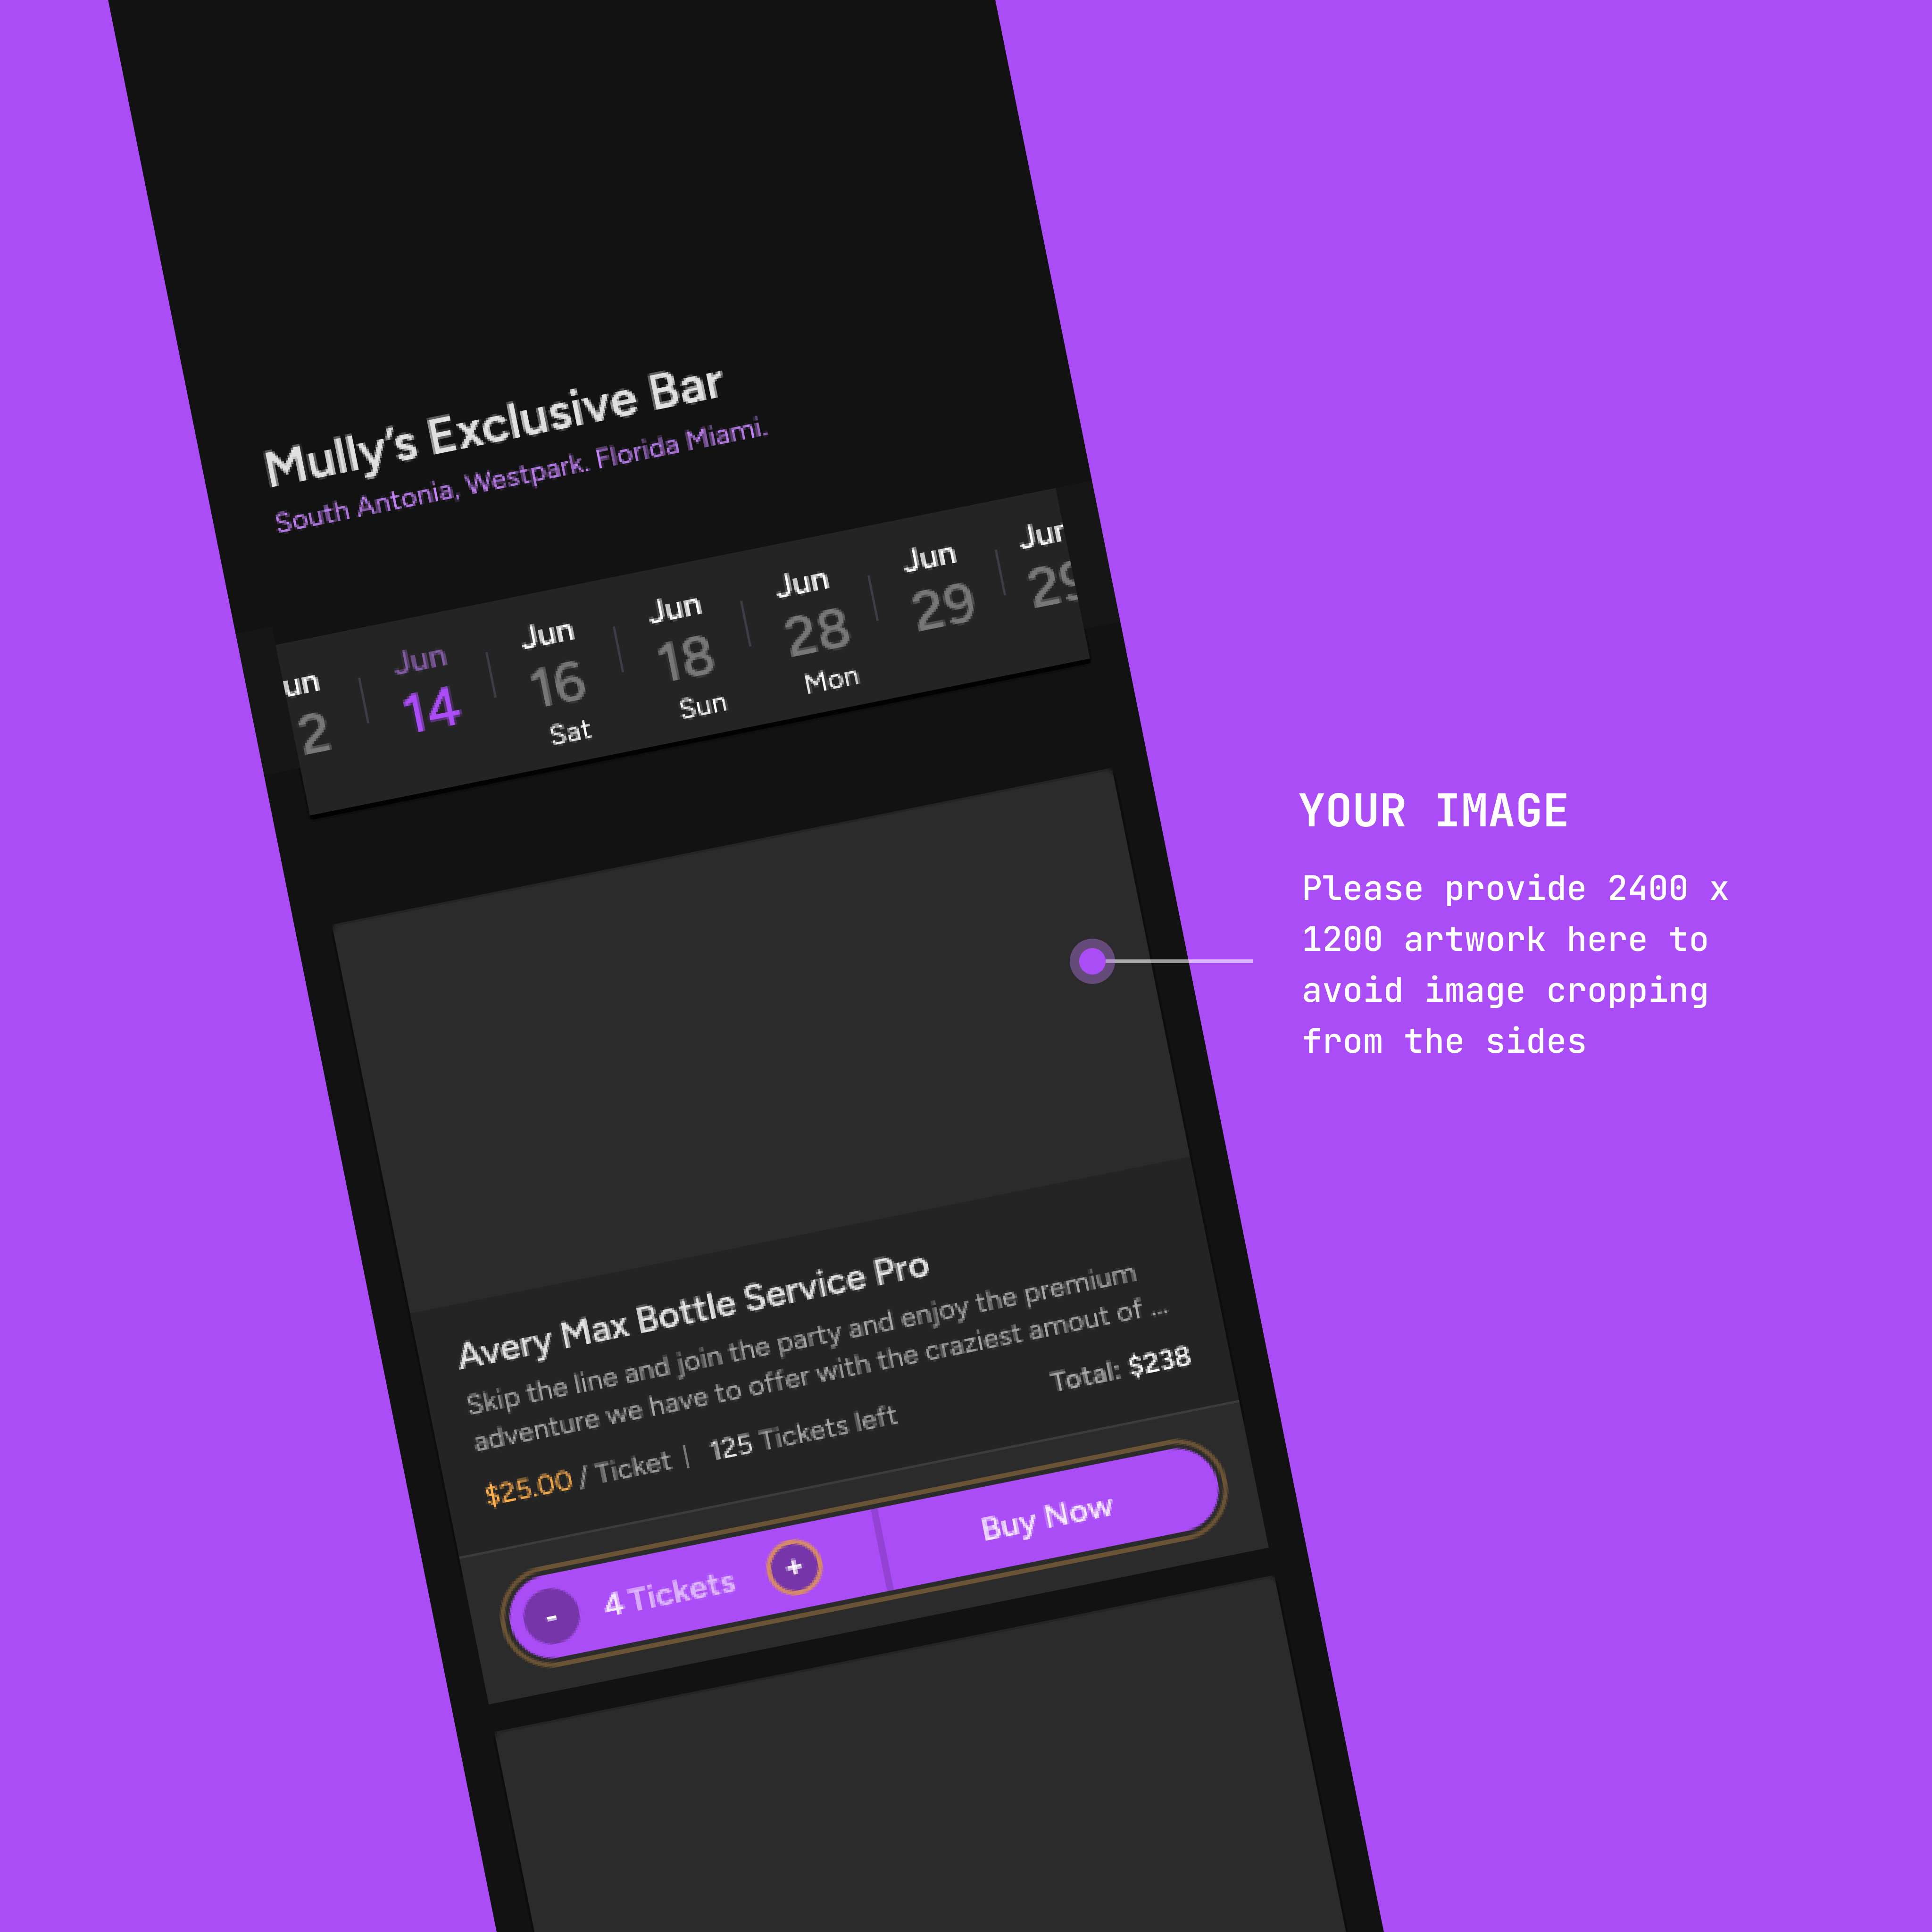 Mully's Exclusive Bar
South Antonia, Westpark. Florida Miami.
un Jun Jun Jun Jun Jun Jun
2 14 16 18 28 29 29
Sat Sun Mon
YOUR IMAGE
Please provide 2400 x
1200 artwork here to
avoid image cropping
from the sides
Avery Max Bottle Service Pro
Skip the line and join the party and enjoy the premium
adventure we have to offer with the craziest amout of ...
$25.00 / Ticket | 125 Tickets left
Total: $238
- 4 Tickets + Buy Now